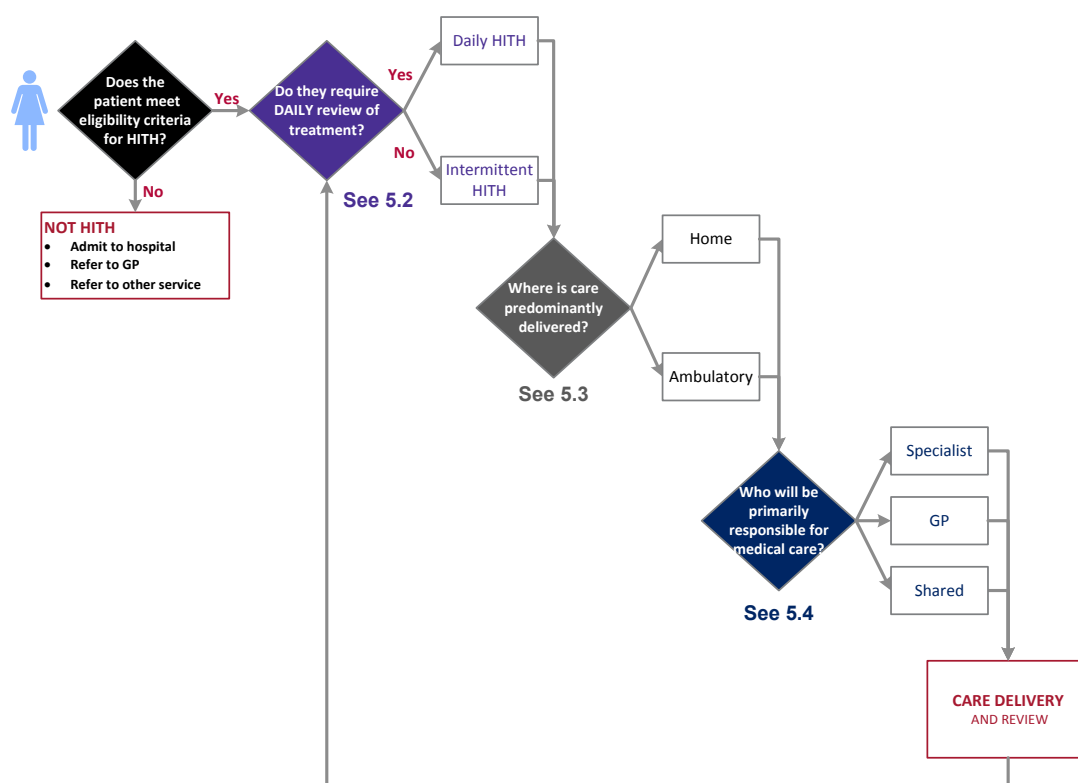 Does the
patient meet
eligibility criteria
for HITH?
Yes
No
NOT HITH
• Admit to hospital
• Refer to GP
• Refer to other service
Do they require
DAILY review of
treatment?
Yes
No
See 5.2
Daily HITH
Intermittent
HITH
Where is care
predominantly
delivered?
See 5.3
Home
Ambulatory
Who will be
primarily
responsible for
medical care?
See 5.4
Specialist
GP
Shared
CARE DELIVERY
AND REVIEW